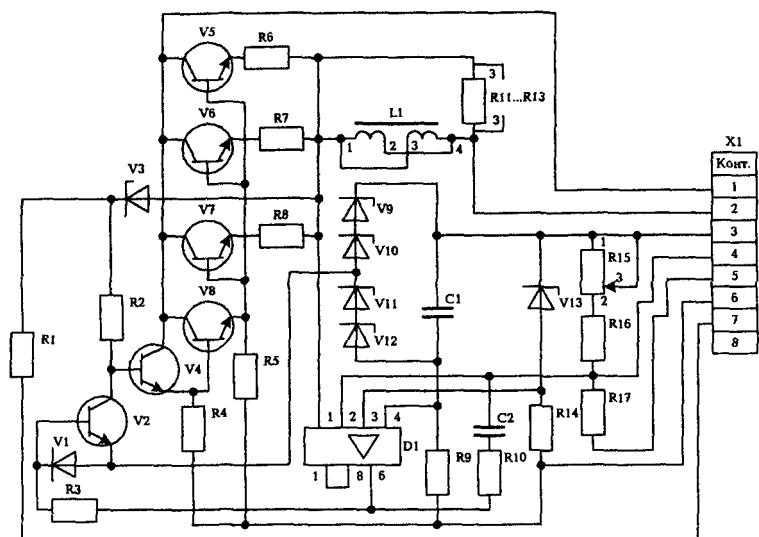 V5
R6
V6
R7
L1
3
R11...R13
3
1
2
3
4
X1
Конт.
1
2
3
4
5
6
7
8
V3
V7
R8
V9
V10
V11
V12
C1
V13
1
R15
3
2
R16
R17
R1
R2
V8
V4
R5
R4
V2
V1
R3
1
2
3
4
D1
1
8
6
C2
R9
R10
R14